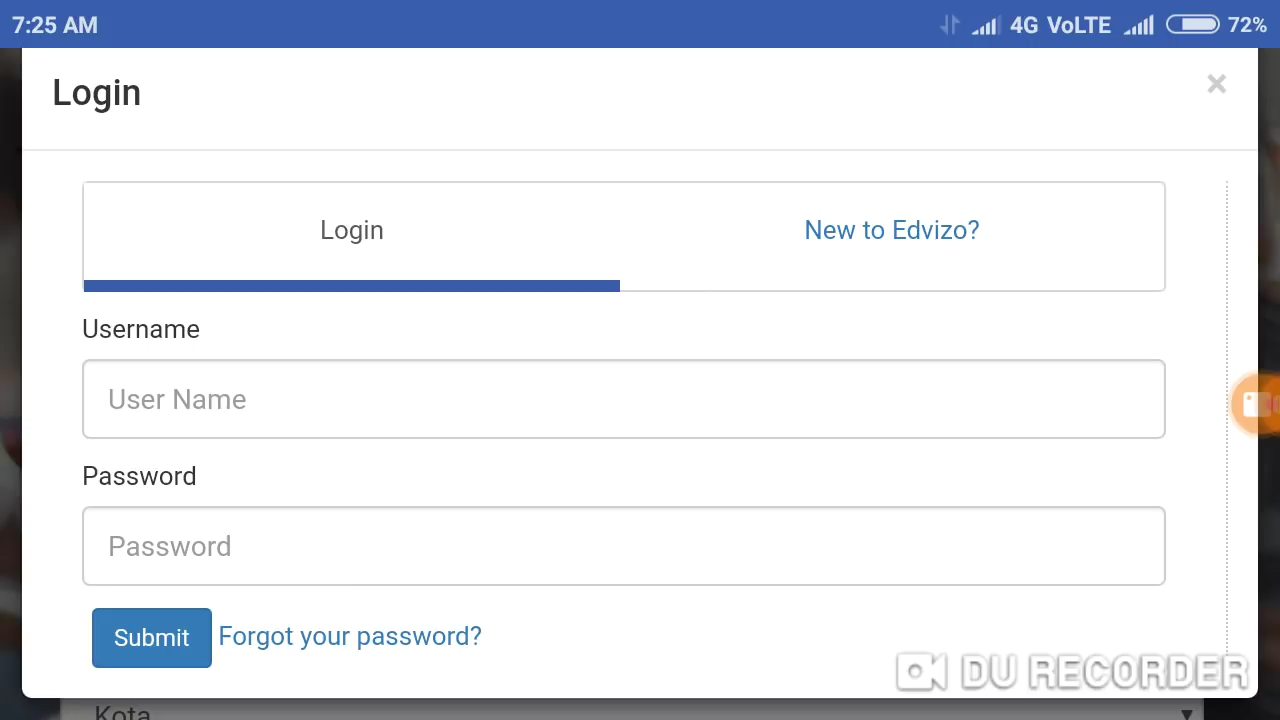 7:25 AM 4G VoLTE 72%
Login ×
Login New to Edvizo?
Username
User Name
Password
Password
Submit Forgot your password?
DU RECORDER
Kota